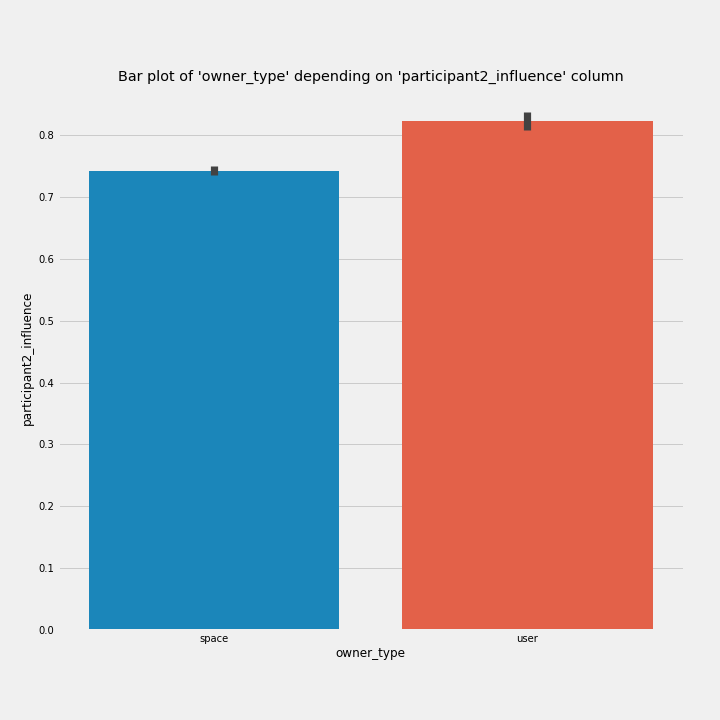 Bar plot of 'owner_type' depending on 'participant2_influence' column
participant2_influence
0.8
0.7
0.6
0.5
0.4
0.3
0.2
0.1
0.0
space
user
owner_type